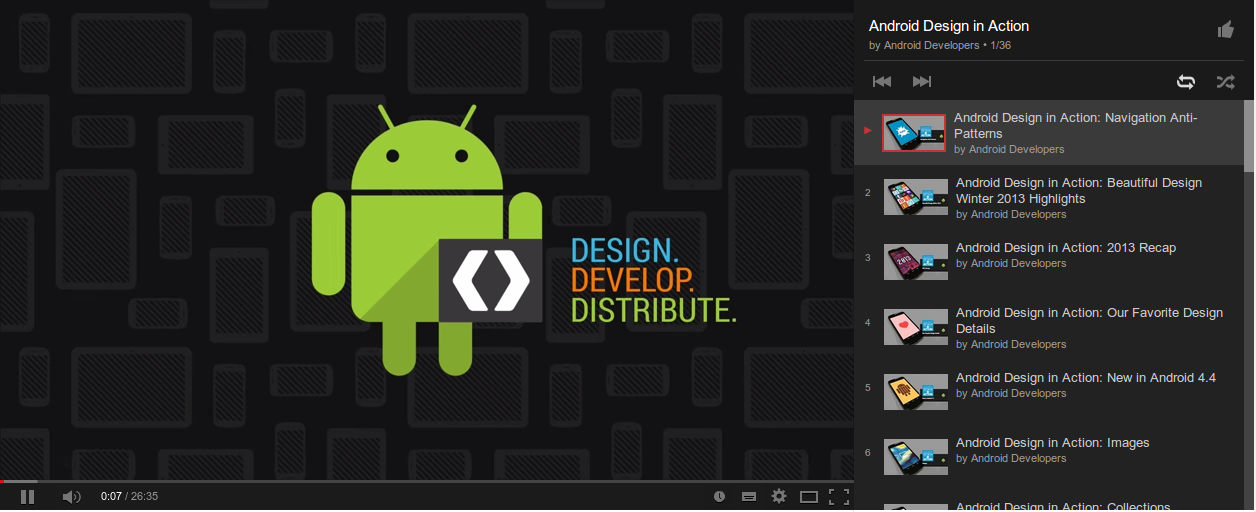 DESIGN.
DEVELOP.
DISTRIBUTE.
0:07 / 26:35
Android Design in Action
by Android Developers • 1/36
Android Design in Action: Navigation Anti-
Patterns
by Android Developers
2
Android Design in Action: Beautiful Design
Winter 2013 Highlights
by Android Developers
3
Android Design in Action: 2013 Recap
by Android Developers
4
Android Design in Action: Our Favorite Design
Details
by Android Developers
5
Android Design in Action: New in Android 4.4
by Android Developers
6
Android Design in Action: Images
by Android Developers
Android Design in Action: Collections